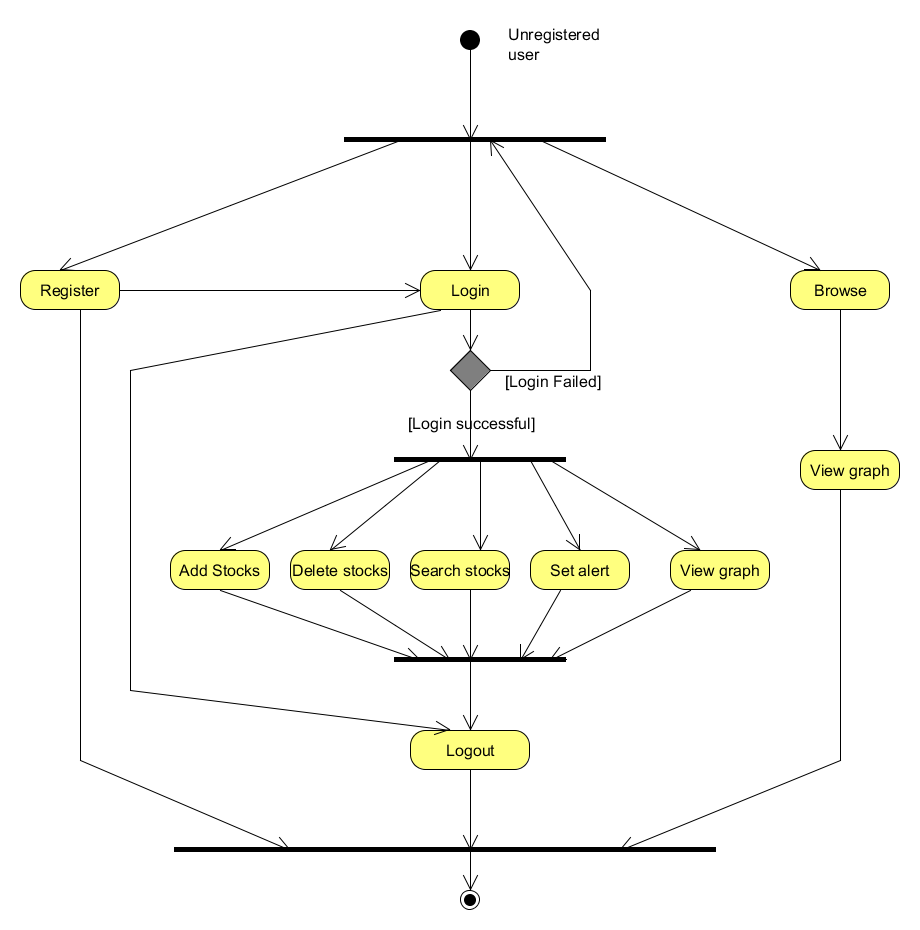 Unregistered
user
Register
Login
Browse
[Login Failed]
[Login successful]
View graph
Add Stocks
Delete stocks
Search stocks
Set alert
View graph
Logout